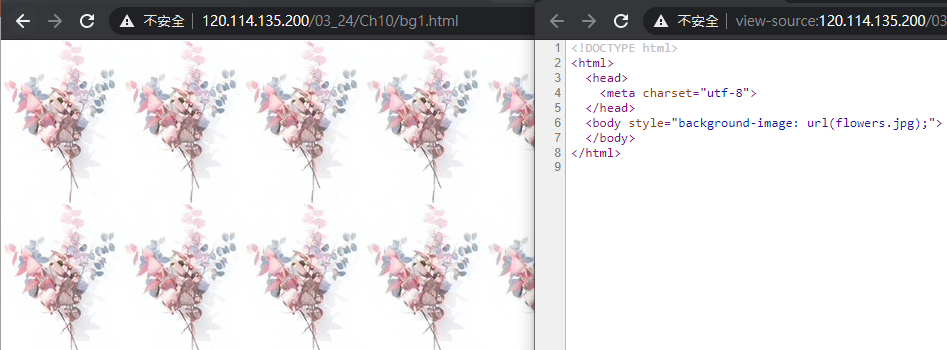 不安全 120.114.135.200/03_24/Ch10/bg1.html
不安全 view-source:120.114.135.200/03
1 <!DOCTYPE html>
2 <html>
3 <head>
4 <meta charset="utf-8">
5 </head>
6 <body style="background-image: url(flowers.jpg);">
7 </body>
8 </html>
9